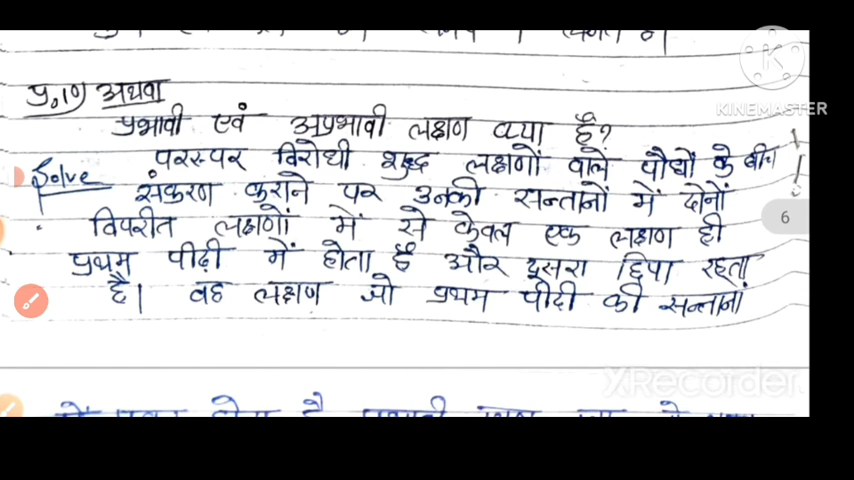 प्र.19 अथवा
प्रभावी एवं अप्रभावी लक्षण क्या है?
परस्पर विरोधी शुद्ध लक्षणों वाले पौधों के बीच
Solve
संकरण कराने पर उनकी सन्तानों में दोनों
विपरीत लक्षणों में से केवल एक लक्षण ही
प्रथम पीढ़ी में होता है और दुसरा छिपा रहता
है। वह लक्षण जो प्रथम पीढी की सन्तानों
KINEMASTER
6
XRecorder